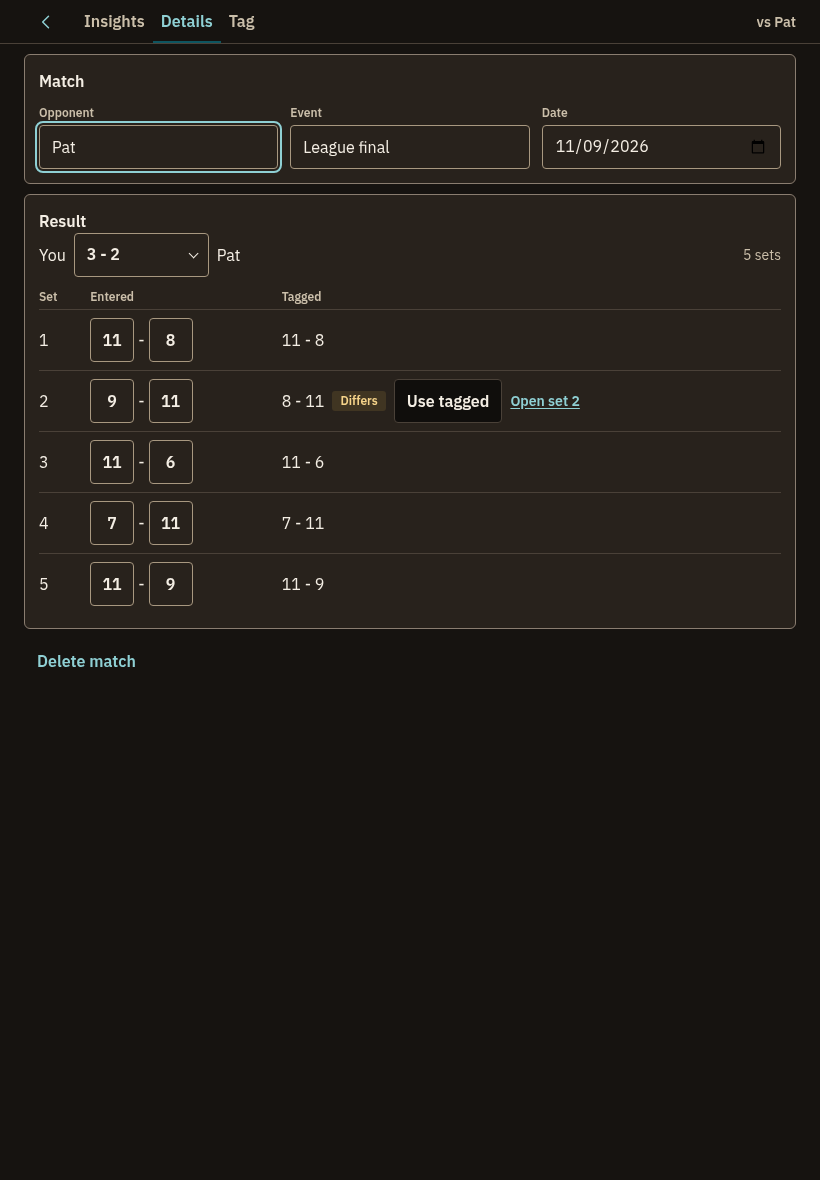 Insights Details Tag vs Pat
Match
Opponent Event Date
Pat League final 11/09/2026
Result
You 3 - 2 Pat 5 sets
Set Entered Tagged
1 11 - 8 11 - 8
2 9 - 11 8 - 11 Differs Use tagged Open set 2
3 11 - 6 11 - 6
4 7 - 11 7 - 11
5 11 - 9 11 - 9
Delete match